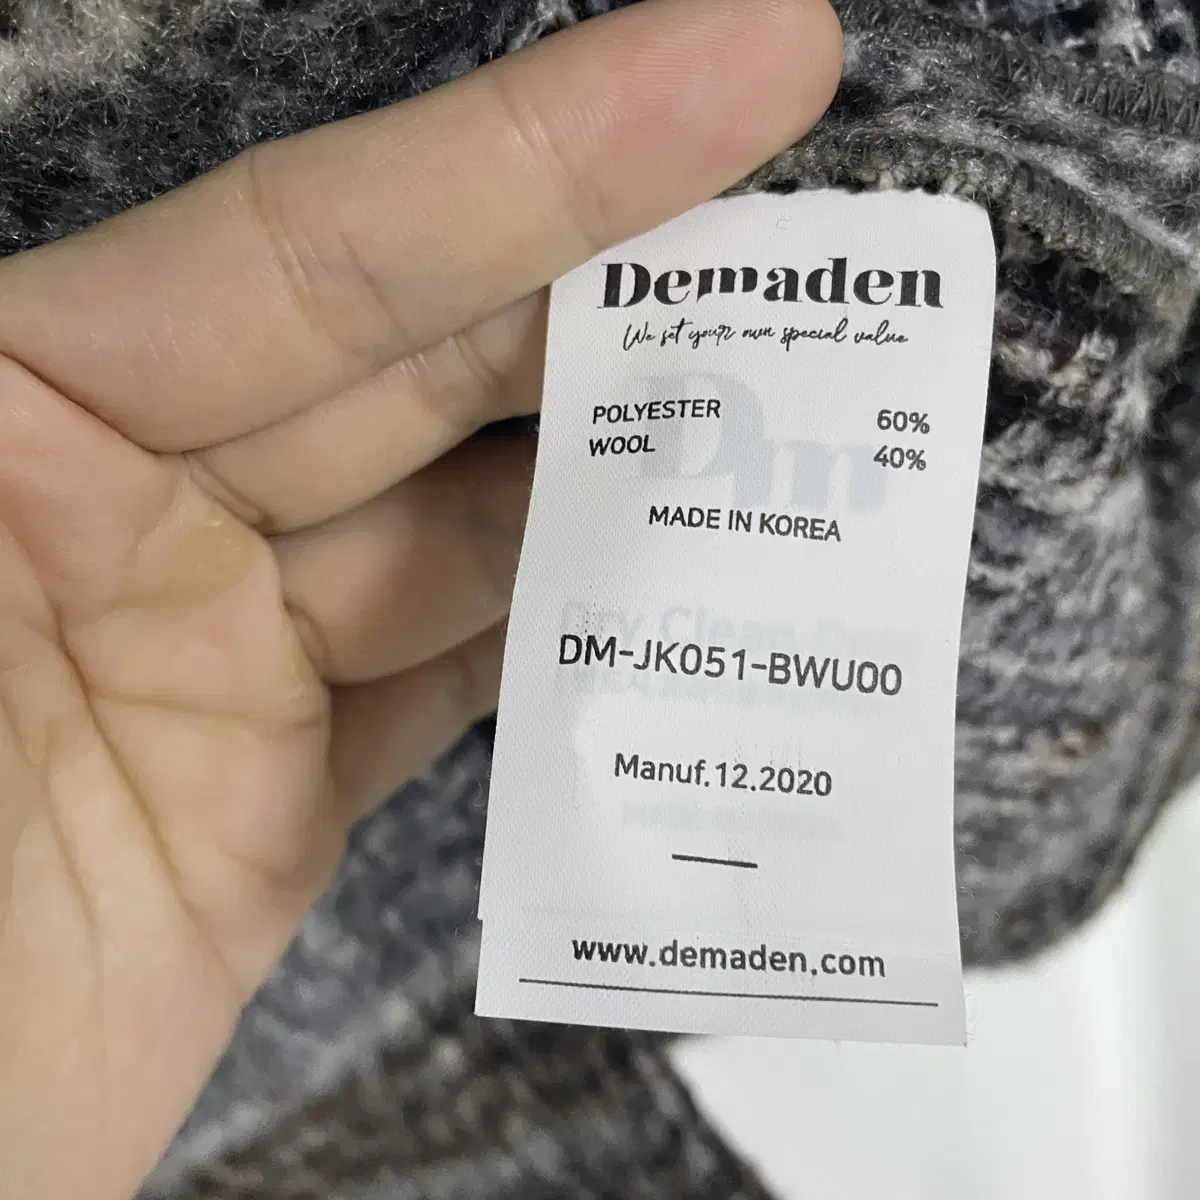 Demaden
We set your own special value
POLYESTER 60%
WOOL 40%
MADE IN KOREA
DM-JK051-BWU00
Manuf.12.2020
www.demaden.com